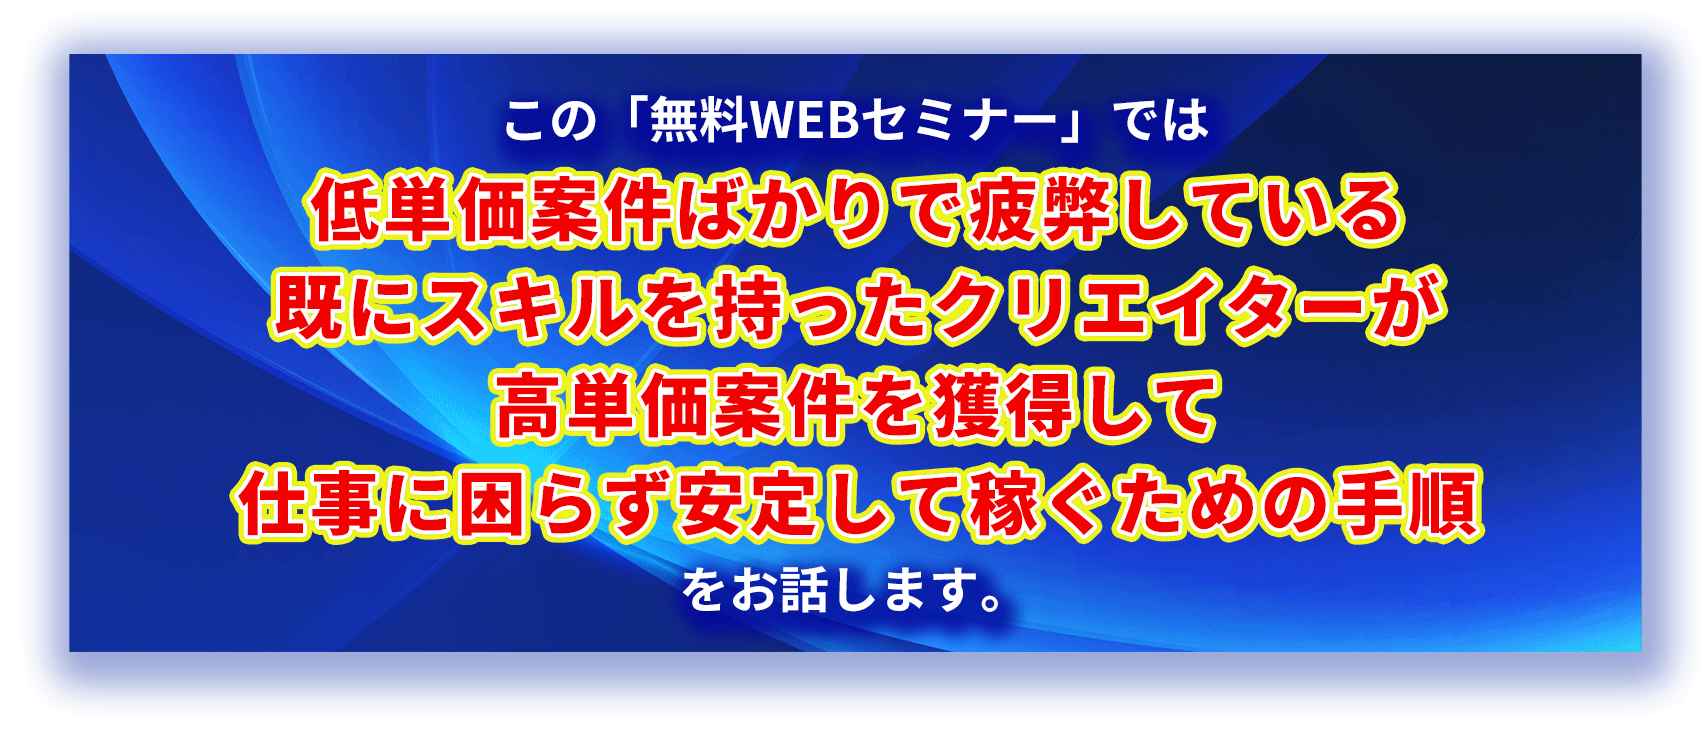 この「無料WEBセミナー」では
低単価案件ばかりで疲弊している
既にスキルを持ったクリエイターが
高単価案件を獲得して
仕事に困らず安定して稼ぐための手順
をお話します。